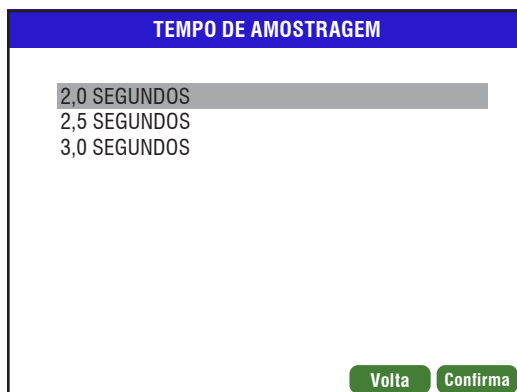 TEMPO DE AMOSTRAGEM
2,0 SEGUNDOS
2,5 SEGUNDOS
3,0 SEGUNDOS
Volta Confirma